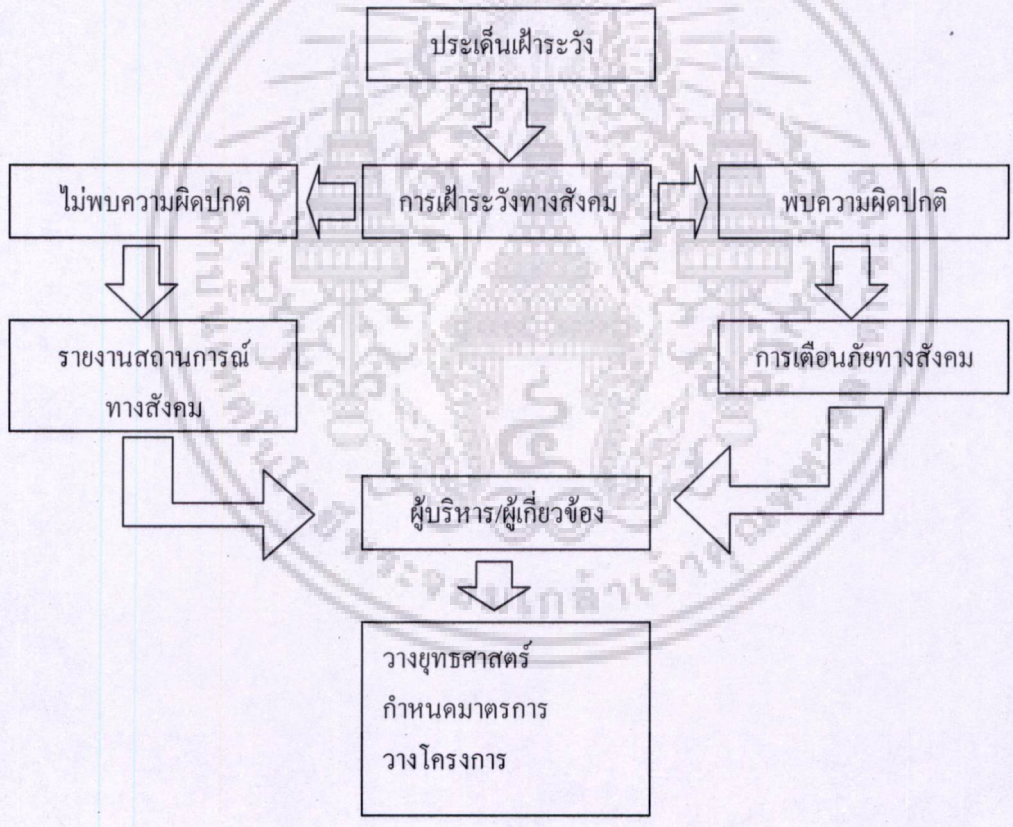 ประเด็นเฝ้าระวัง
ไม่พบความผิดปกติ
การเฝ้าระวังทางสังคม
พบความผิดปกติ
รายงานสถานการณ์
ทางสังคม
การเตือนภัยทางสังคม
ผู้บริหาร/ผู้เกี่ยวข้อง
วางยุทธศาสตร์
กำหนดมาตรการ
วางโครงการ